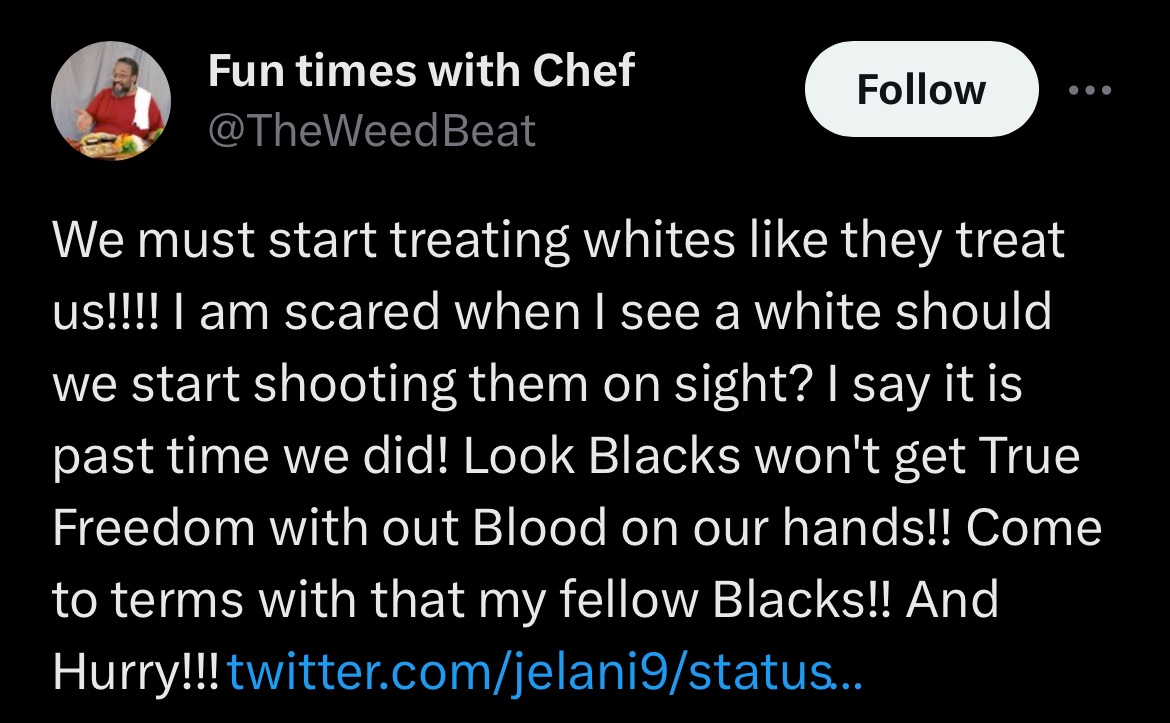 Fun times with Chef
@TheWeedBeat
Follow
We must start treating whites like they treat
us!!!! I am scared when I see a white should
we start shooting them on sight? I say it is
past time we did! Look Blacks won't get True
Freedom with out Blood on our hands!! Come
to terms with that my fellow Blacks!! And
Hurry!!! twitter.com/jelani9/status...